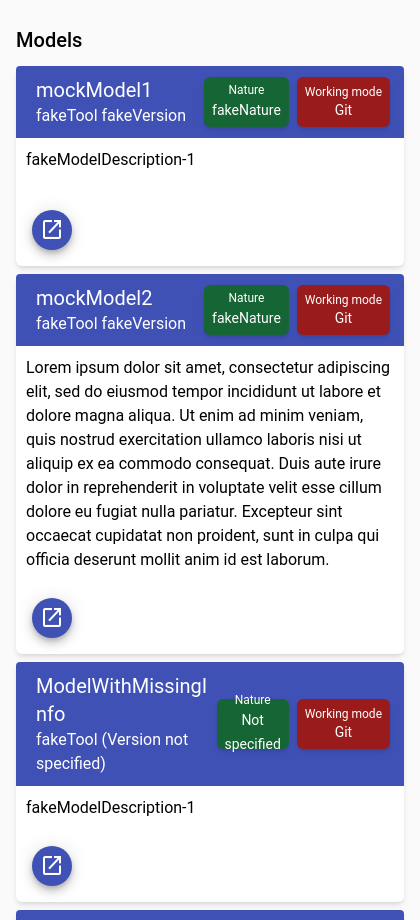 Models
mockModel1
fakeTool fakeVersion
Nature
fakeNature
Working mode
Git
fakeModelDescription-1
mockModel2
fakeTool fakeVersion
Nature
fakeNature
Working mode
Git
Lorem ipsum dolor sit amet, consectetur adipiscing
elit, sed do eiusmod tempor incididunt ut labore et
dolore magna aliqua. Ut enim ad minim veniam,
quis nostrud exercitation ullamco laboris nisi ut
aliquip ex ea commodo consequat. Duis aute irure
dolor in reprehenderit in voluptate velit esse cillum
dolore eu fugiat nulla pariatur. Excepteur sint
occaecat cupidatat non proident, sunt in culpa qui
officia deserunt mollit anim id est laborum.
ModelWithMissingI
nfo
fakeTool (Version not
specified)
Nature
Not
specified
Working mode
Git
fakeModelDescription-1